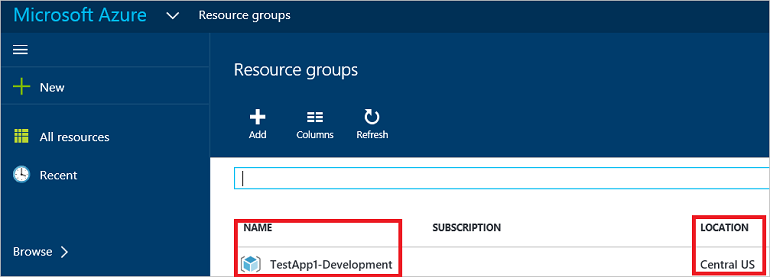 Microsoft Azure Resource groups
New
All resources
Recent
Browse
Resource groups
Add Columns Refresh
NAME SUBSCRIPTION LOCATION
TestApp1-Development Central US